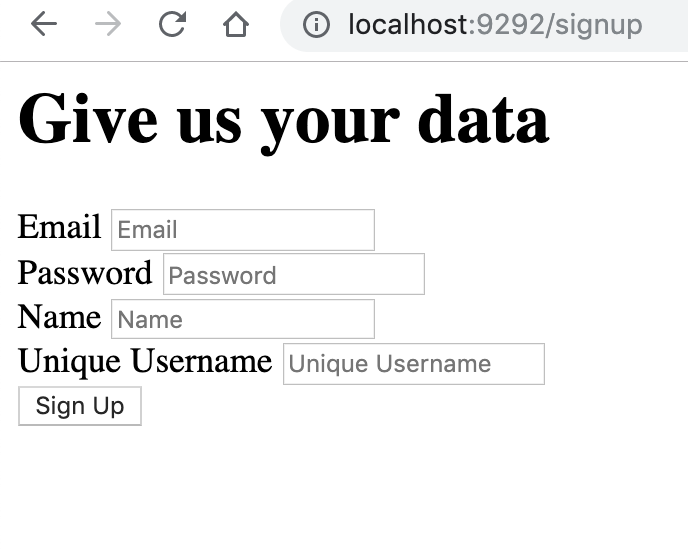 localhost:9292/signup
Give us your data
Email Email
Password Password
Name Name
Unique Username Unique Username
Sign Up